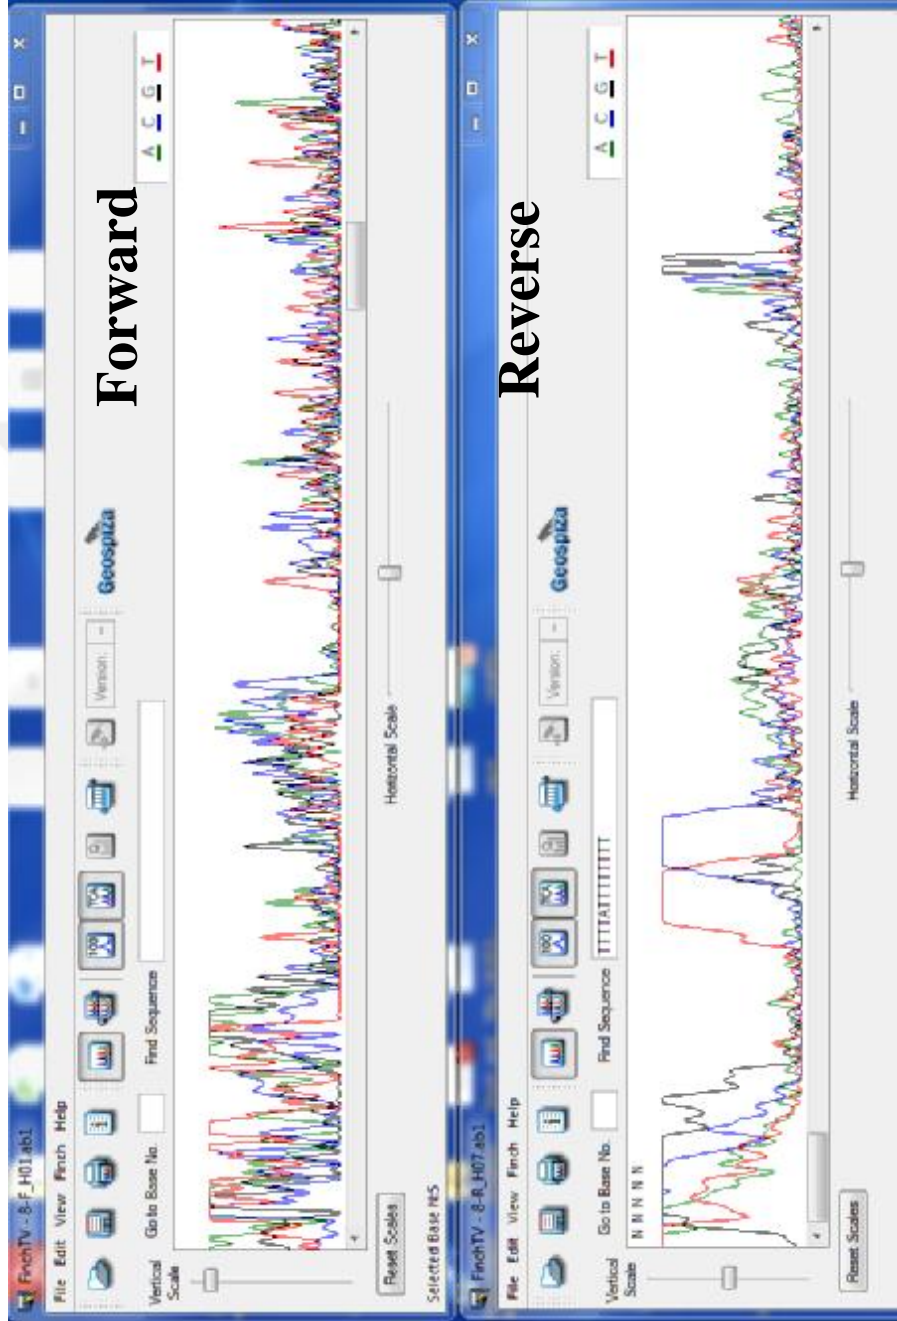 FinchTV - 8-F_H01.ab1
File Edit View Finch Help
Geospiza
Version:
Go to Base No.
Find Sequence
Vertical
Scale
A C G T
Forward
Horizontal Scale
Reset Scales
FinchTV - 8-R_H07.ab1
File Edit View Finch Help
Geospiza
Version:
Go to Base No.
Find Sequence
Vertical
Scale
A C G T
Reverse
N N N N N
Horizontal Scale
Reset Scales